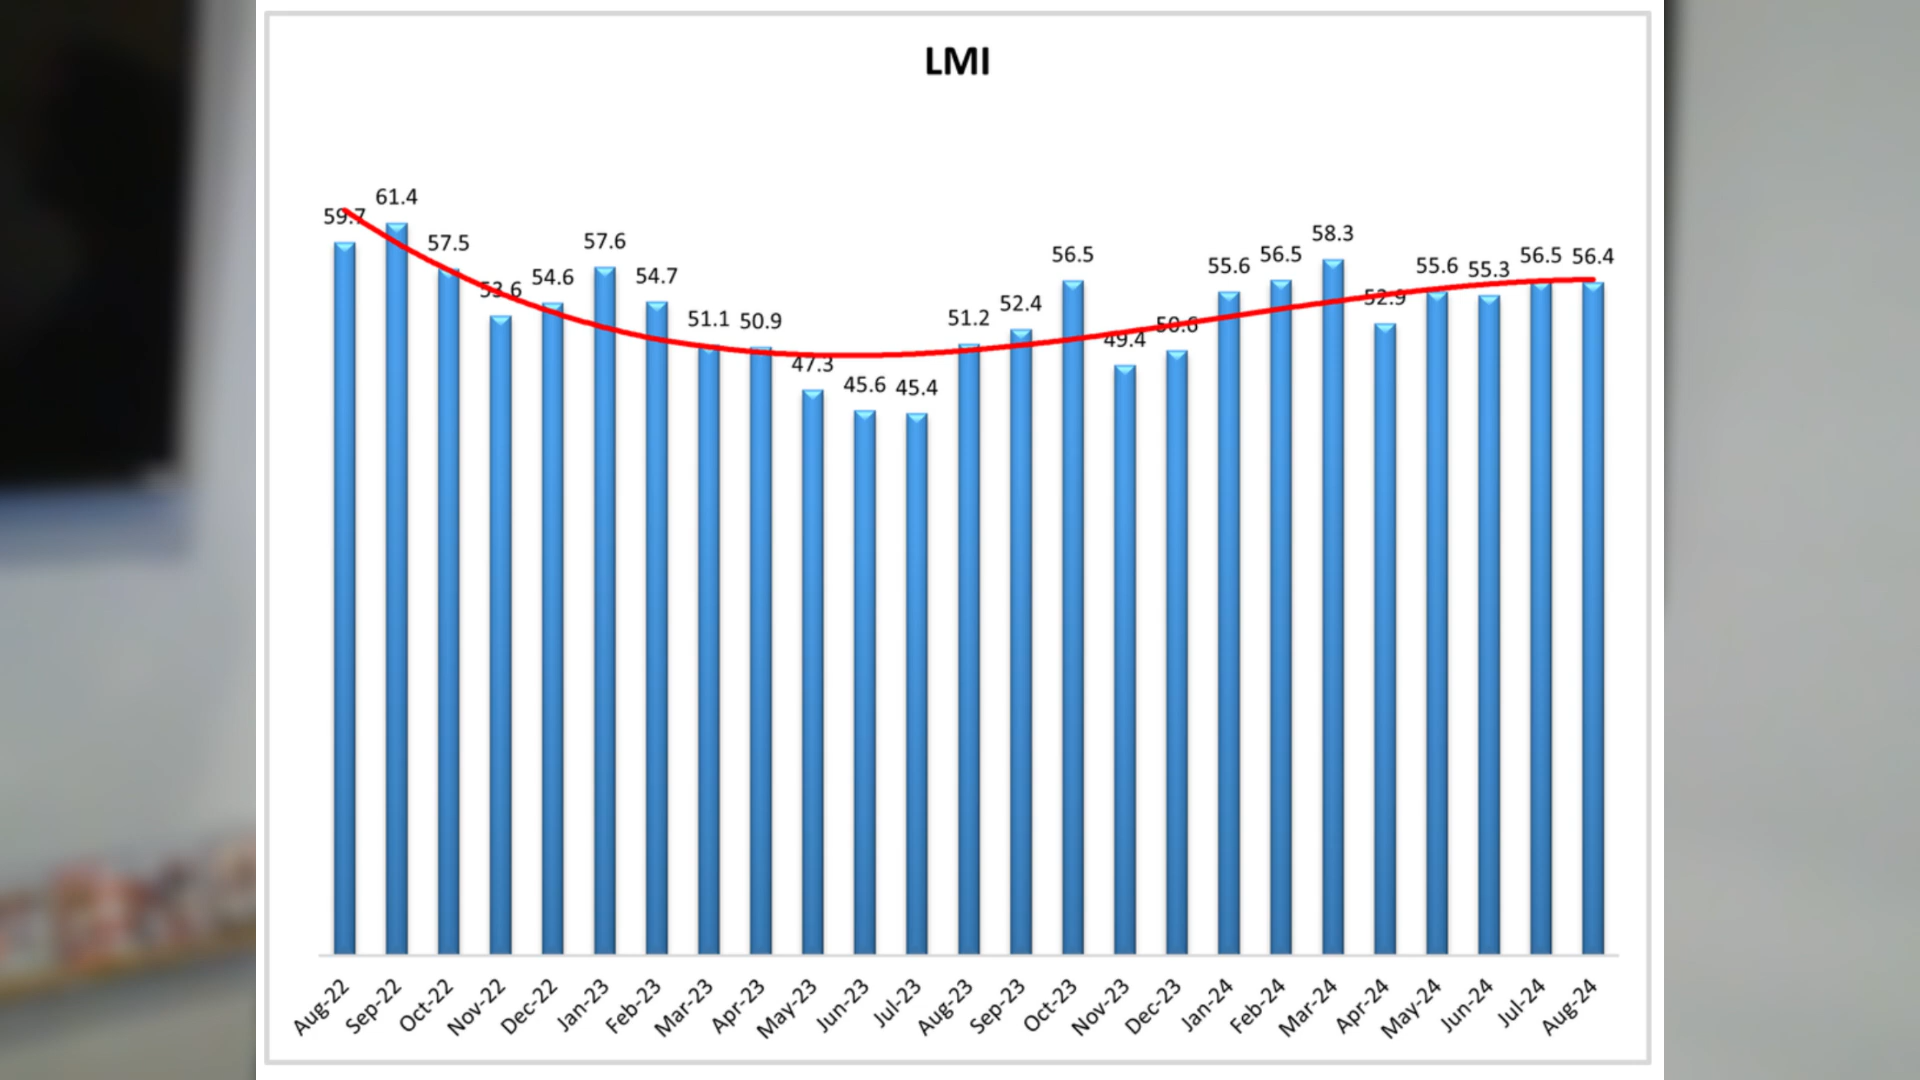 LMI
59.7
61.4
57.5
53.6
54.6
57.6
54.7
51.1
50.9
47.3
45.6
45.4
51.2
52.4
56.5
49.4
50.6
55.6
56.5
58.3
52.9
55.6
55.3
56.5
56.4
Aug-22
Sep-22
Oct-22
Nov-22
Dec-22
Jan-23
Feb-23
Mar-23
Apr-23
May-23
Jun-23
Jul-23
Aug-23
Sep-23
Oct-23
Nov-23
Dec-23
Jan-24
Feb-24
Mar-24
Apr-24
May-24
Jun-24
Jul-24
Aug-24